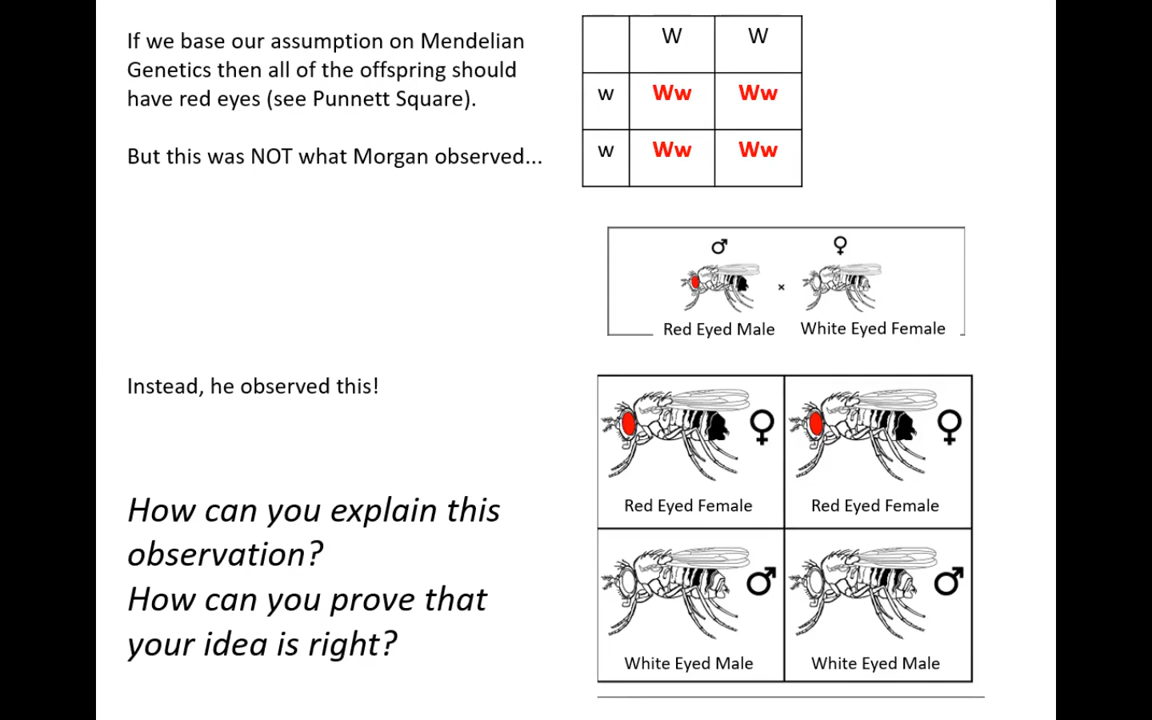 If we base our assumption on Mendelian
Genetics then all of the offspring should
have red eyes (see Punnett Square).
But this was NOT what Morgan observed...
W W
w Ww Ww
w Ww Ww
♂ ♀
×
Red Eyed Male White Eyed Female
Instead, he observed this!
♀ ♀
Red Eyed Female Red Eyed Female
How can you explain this
observation?
How can you prove that
your idea is right?
♂ ♂
White Eyed Male White Eyed Male